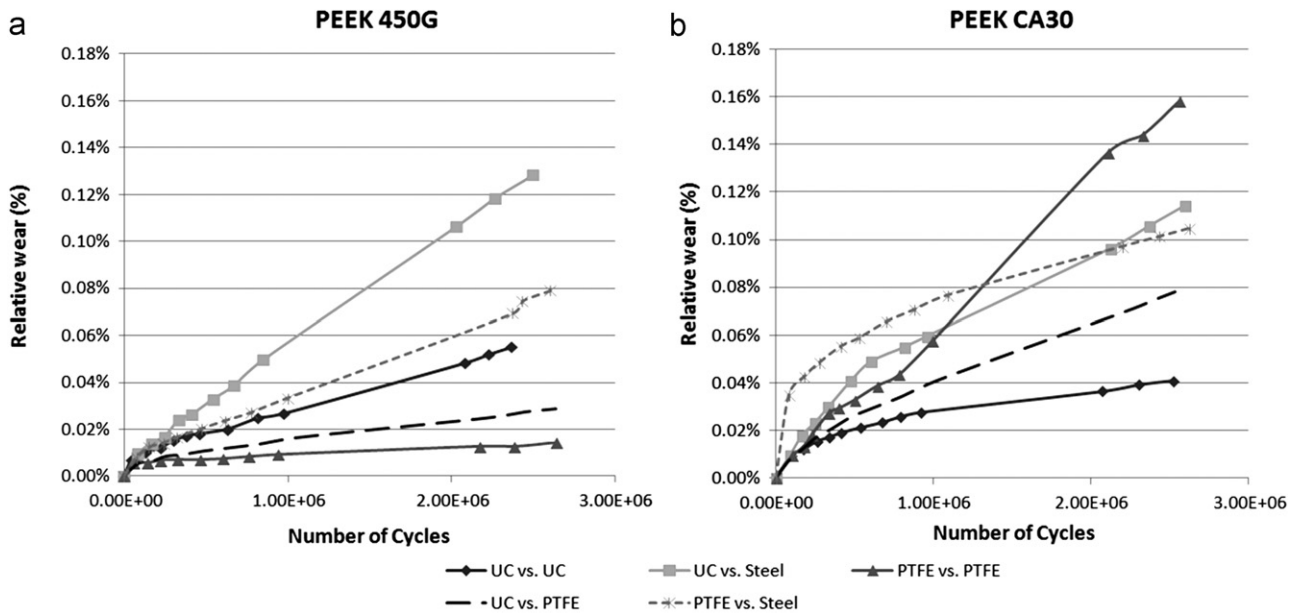 a
PEEK 450G
0.18%
0.16%
0.14%
0.12%
0.10%
0.08%
0.06%
0.04%
0.02%
0.00%
Relative wear (%)
0.00E+00
1.00E+06
2.00E+06
3.00E+06
Number of Cycles
b
PEEK CA30
0.18%
0.16%
0.14%
0.12%
0.10%
0.08%
0.06%
0.04%
0.02%
0.00%
Relative wear (%)
0.00E+00
1.00E+06
2.00E+06
3.00E+06
Number of Cycles
UC vs. UC
UC vs. Steel
PTFE vs. PTFE
UC vs. PTFE
PTFE vs. Steel